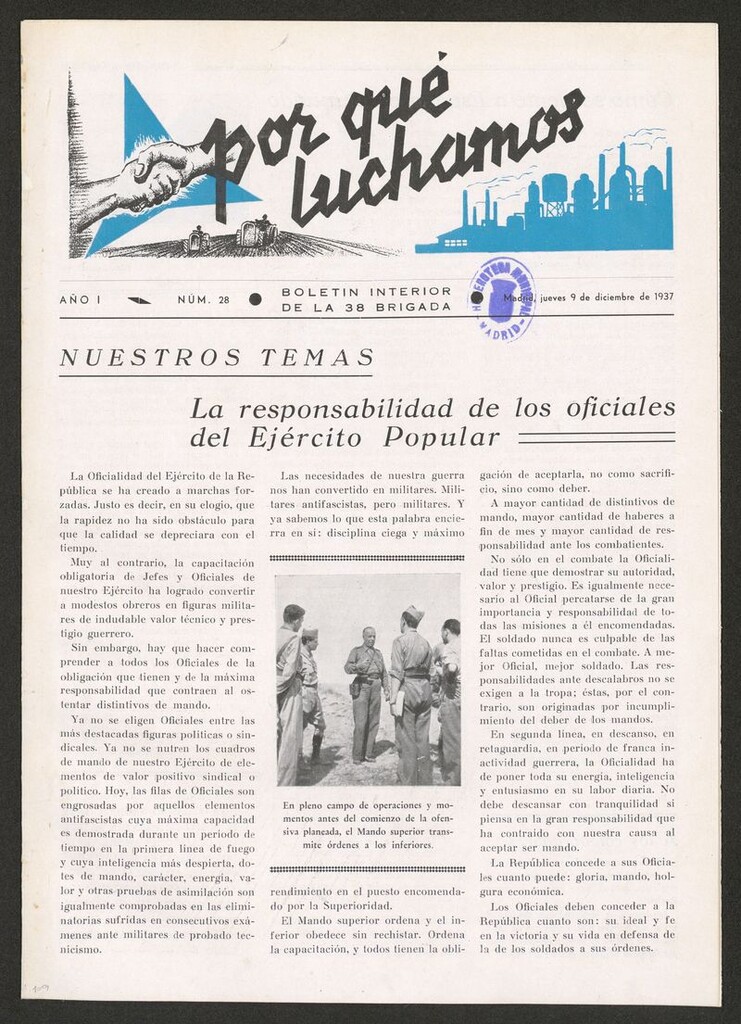 por qué
luchamos
AÑO I NÚM. 28 BOLETIN INTERIOR
DE LA 38 BRIGADA
Madrid, jueves 9 de diciembre de 1937
HEMEROTECA MUNICIPAL
MADRID
NUESTROS TEMAS
La responsabilidad de los oficiales
del Ejército Popular
La Oficialidad del Ejército de la Re-
pública se ha creado a marchas for-
zadas. Justo es decir, en su elogio, que
la rapidez no ha sido obstáculo para
que la calidad se depreciara con el
tiempo.
Muy al contrario, la capacitación
obligatoria de Jefes y Oficiales de
nuestro Ejército ha logrado convertir
a modestos obreros en figuras milita-
res de indudable valor técnico y pres-
tigio guerrero.
Sin embargo, hay que hacer com-
prender a todos los Oficiales de la
obligación que tienen y de la máxima
responsabilidad que contraen al os-
tentar distintivos de mando.
Ya no se eligen Oficiales entre las
más destacadas figuras políticas o sin-
dicales. Ya no se nutren los cuadros
de mando de nuestro Ejército de ele-
mentos de valor positivo sindical o
político. Hoy, las filas de Oficiales son
engrosadas por aquellos elementos
antifascistas cuya máxima capacidad
es demostrada durante un período de
tiempo en la primera línea de fuego
y cuya inteligencia más despierta, do-
tes de mando, carácter, energía, va-
lor y otras pruebas de asimilación son
igualmente comprobadas en las elimi-
natorias sufridas en consecutivos exá-
menes ante militares de probado tec-
nicismo.
Las necesidades de nuestra guerra
nos han convertido en militares. Mili-
tares antifascistas, pero militares. Y
ya sabemos lo que esta palabra encie-
rra en sí: disciplina ciega y máximo
En pleno campo de operaciones y mo-
mentos antes del comienzo de la ofen-
siva planeada, el Mando superior trans-
mite órdenes a los inferiores.
rendimiento en el puesto encomenda-
do por la Superioridad.
El Mando superior ordena y el in-
ferior obedece sin rechistar. Ordena
la capacitación, y todos tienen la obli-
gación de aceptarla, no como sacrifi-
cio, sino como deber.
A mayor cantidad de distintivos de
mando, mayor cantidad de haberes a
fin de mes y mayor cantidad de res-
ponsabilidad ante los combatientes.
No sólo en el combate la Oficiali-
dad tiene que demostrar su autoridad,
valor y prestigio. Es igualmente nece-
sario al Oficial percatarse de la gran
importancia y responsabilidad de to-
das las misiones a él encomendadas.
El soldado nunca es culpable de las
faltas cometidas en el combate. A me-
jor Oficial, mejor soldado. Las res-
ponsabilidades ante descalabros no se
exigen a la tropa; éstas, por el con-
trario, son originadas por incumpli-
miento del deber de los mandos.
En segunda línea, en descanso, en
retaguardia, en período de franca in-
actividad guerrera, la Oficialidad ha
de poner toda su energía, inteligencia
y entusiasmo en su labor diaria. No
debe descansar con tranquilidad si
piensa en la gran responsabilidad que
ha contraído con nuestra causa al
aceptar ser mando.
La República concede a sus Oficia-
les cuanto puede: gloria, mando, hol-
gura económica.
Los Oficiales deben conceder a la
República cuanto son: su ideal y fe
en la victoria y su vida en defensa de
la de los soldados a sus órdenes.